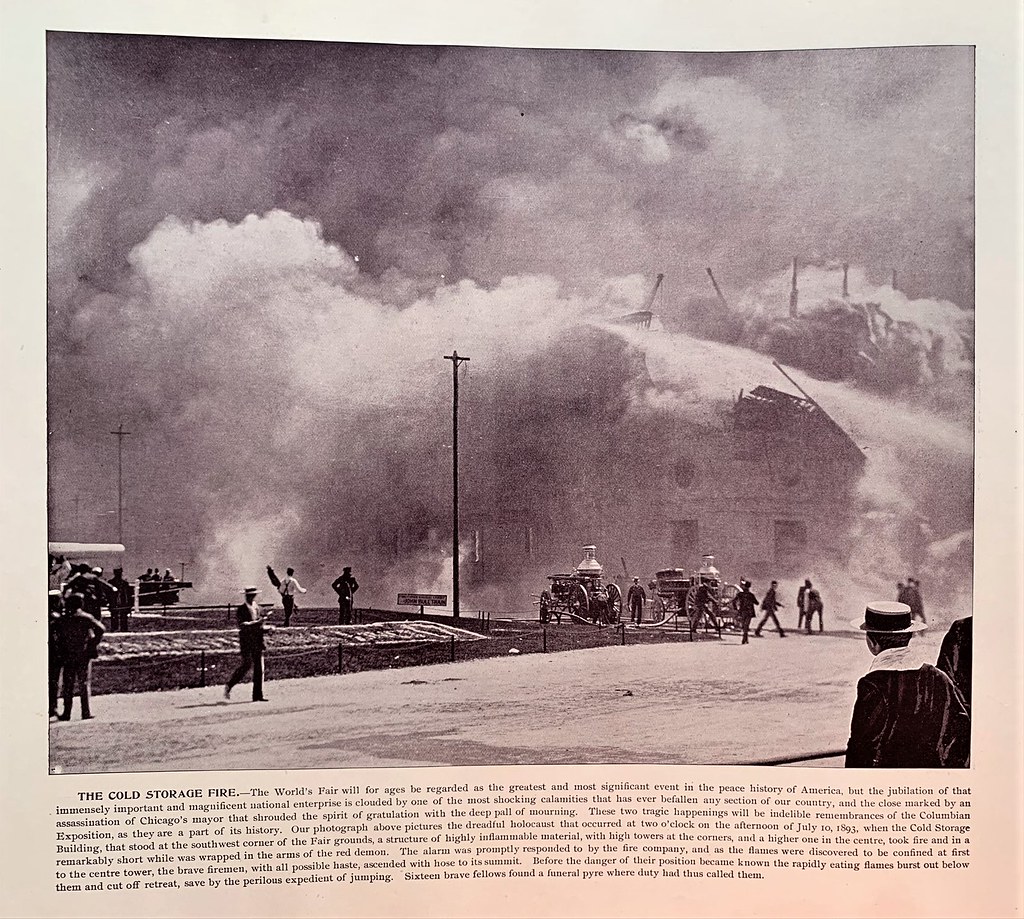 JOHN BULL TRAIN
THE COLD STORAGE FIRE.—The World's Fair will for ages be regarded as the greatest and most significant event in the peace history of America, but the jubilation of that
immensely important and magnificent national enterprise is clouded by one of the most shocking calamities that has ever befallen any section of our country, and the close marked by an
assassination of Chicago's mayor that shrouded the spirit of gratulation with the deep pall of mourning. These two tragic happenings will be indelible remembrances of the Columbian
Exposition, as they are a part of its history. Our photograph above pictures the dreadful holocaust that occurred at two o'clock on the afternoon of July 10, 1893, when the Cold Storage
Building, that stood at the southwest corner of the Fair grounds, a structure of highly inflammable material, with high towers at the corners, and a higher one in the centre, took fire and in a
remarkably short while was wrapped in the arms of the red demon. The alarm was promptly responded to by the fire company, and as the flames were discovered to be confined at first
to the centre tower, the brave firemen, with all possible haste, ascended with hose to its summit. Before the danger of their position became known the rapidly eating flames burst out below
them and cut off retreat, save by the perilous expedient of jumping. Sixteen brave fellows found a funeral pyre where duty had thus called them.